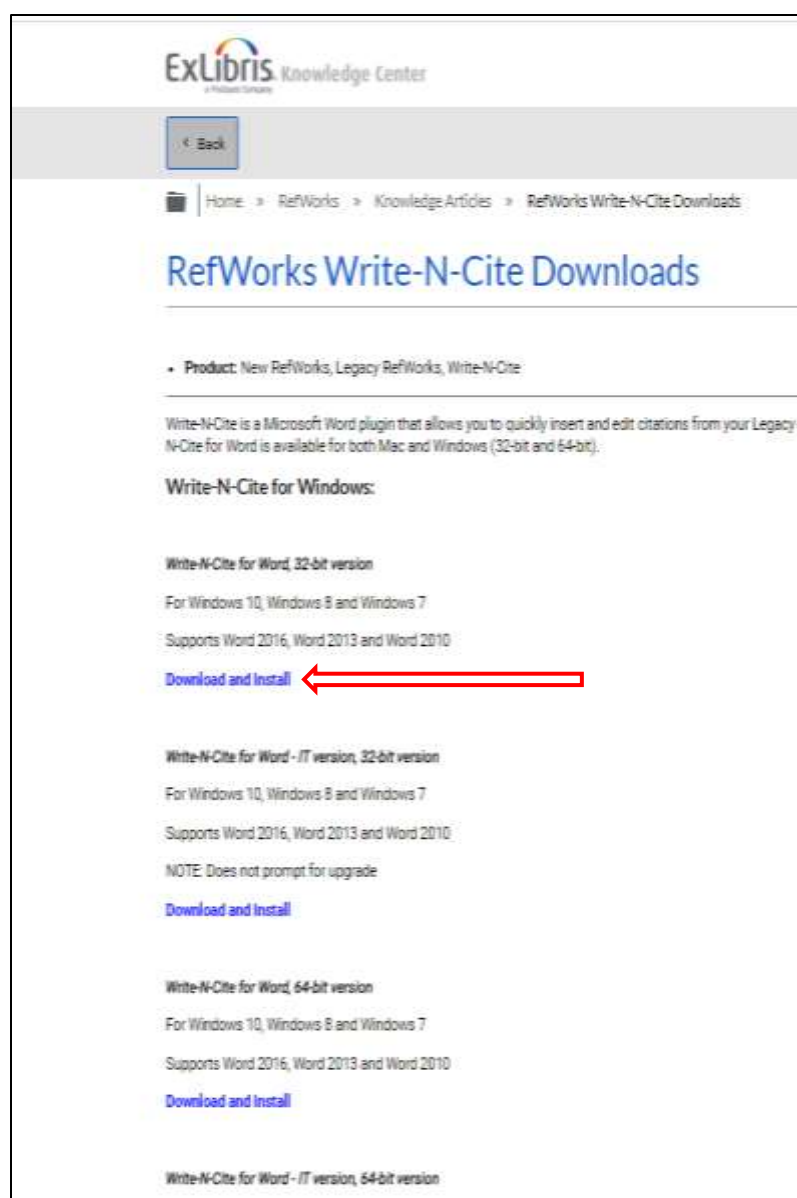 ExLibris Knowledge Center
a ProQuest Company
< Back
Home » RefWorks » Knowledge Articles » RefWorks Write-N-Cite Downloads
RefWorks Write-N-Cite Downloads
• Product: New RefWorks, Legacy RefWorks, Write-N-Cite
Write-N-Cite is a Microsoft Word plugin that allows you to quickly insert and edit citations from your Legacy
N-Cite for Word is available for both Mac and Windows (32-bit and 64-bit).
Write-N-Cite for Windows:
Write-N-Cite for Word, 32-bit version
For Windows 10, Windows 8 and Windows 7
Supports Word 2016, Word 2013 and Word 2010
Download and Install
Write-N-Cite for Word - IT version, 32-bit version
For Windows 10, Windows 8 and Windows 7
Supports Word 2016, Word 2013 and Word 2010
NOTE: Does not prompt for upgrade
Download and Install
Write-N-Cite for Word, 64-bit version
For Windows 10, Windows 8 and Windows 7
Supports Word 2016, Word 2013 and Word 2010
Download and Install
Write-N-Cite for Word - IT version, 64-bit version